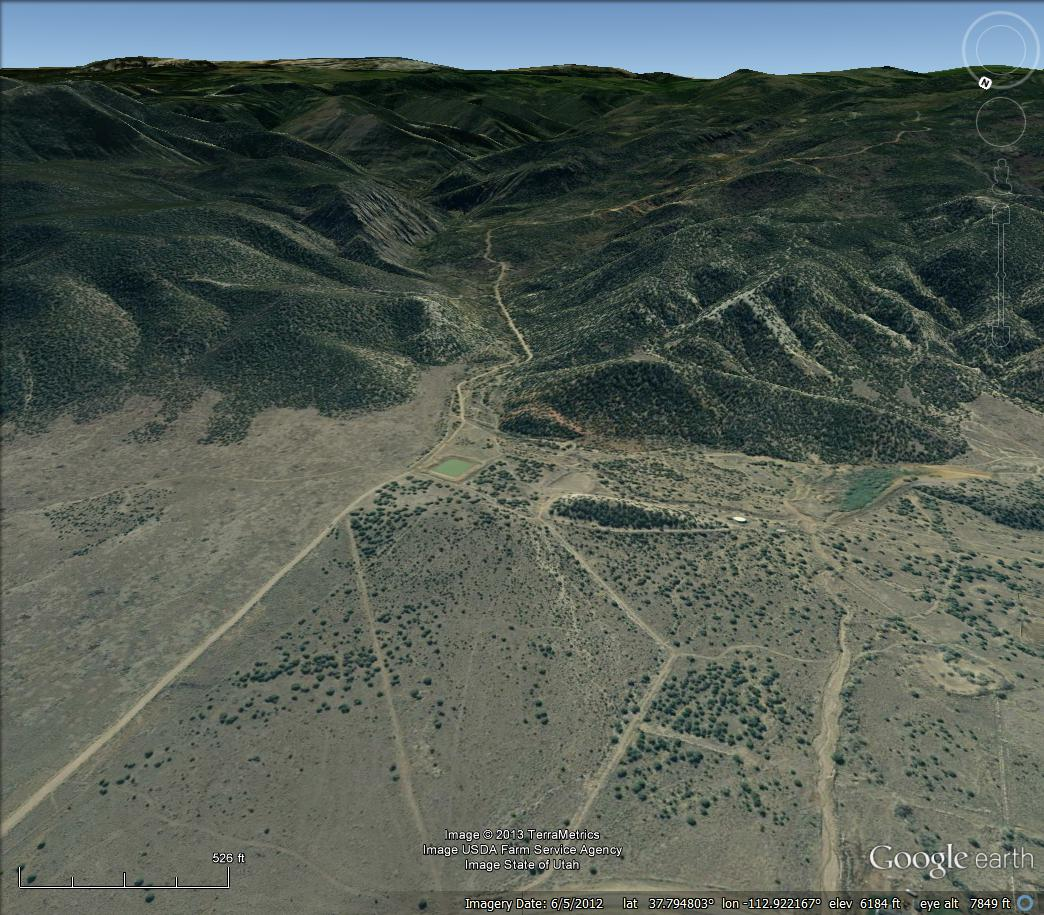 N
526 ft
Image © 2013 TerraMetrics
Image USDA Farm Service Agency
Image State of Utah
Google earth
Imagery Date: 6/5/2012 lat 37.794803° lon -112.922167° elev 6184 ft eye alt 7849 ft